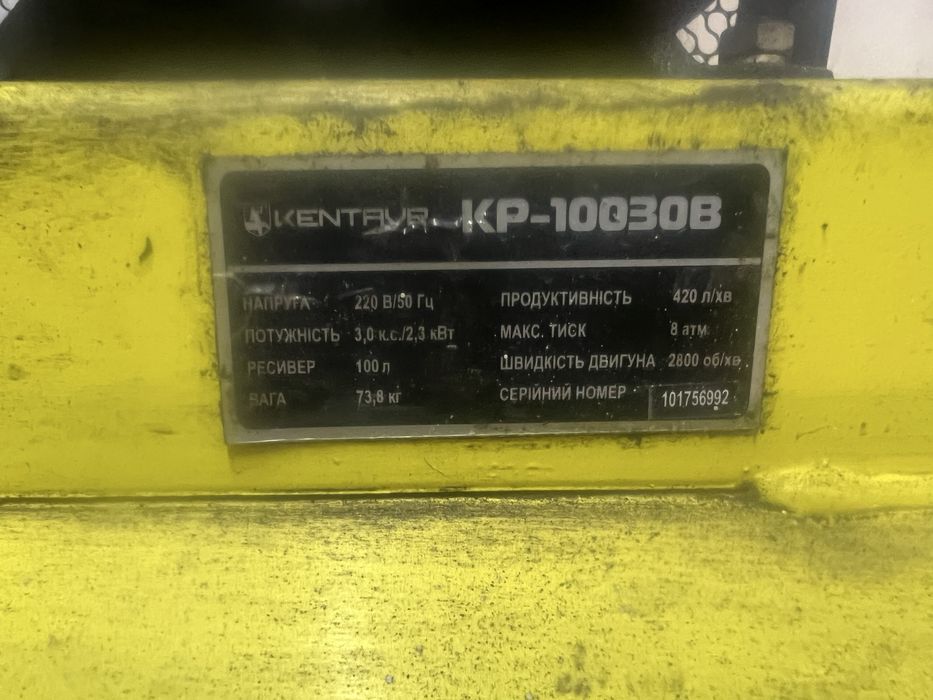 KENTAVR KP-10030B
НАПРУГА 220 В/50 Гц
ПОТУЖНІСТЬ 3,0 к.с./2,3 кВт
РЕСИВЕР 100 л
ВАГА 73,8 кг
ПРОДУКТИВНІСТЬ 420 л/хв
МАКС. ТИСК 8 атм
ШВИДКІСТЬ ДВИГУНА 2800 об/хв
СЕРІЙНИЙ НОМЕР 101756992